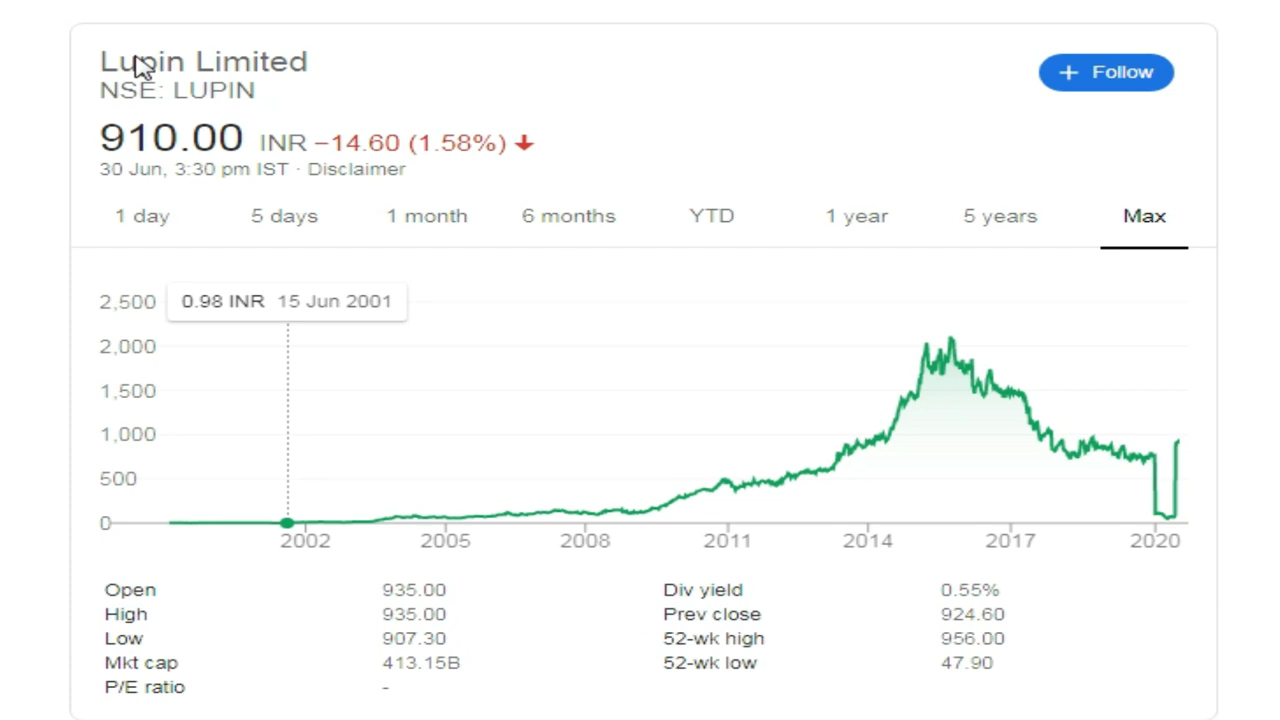 Lupin Limited
NSE: LUPIN
+ Follow
910.00 INR −14.60 (1.58%) ↓
30 Jun, 3:30 pm IST · Disclaimer
1 day 5 days 1 month 6 months YTD 1 year 5 years Max
0.98 INR 15 Jun 2001
2,500
2,000
1,500
1,000
500
0
2002 2005 2008 2011 2014 2017 2020
Open 935.00 Div yield 0.55%
High 935.00 Prev close 924.60
Low 907.30 52-wk high 956.00
Mkt cap 413.15B 52-wk low 47.90
P/E ratio -